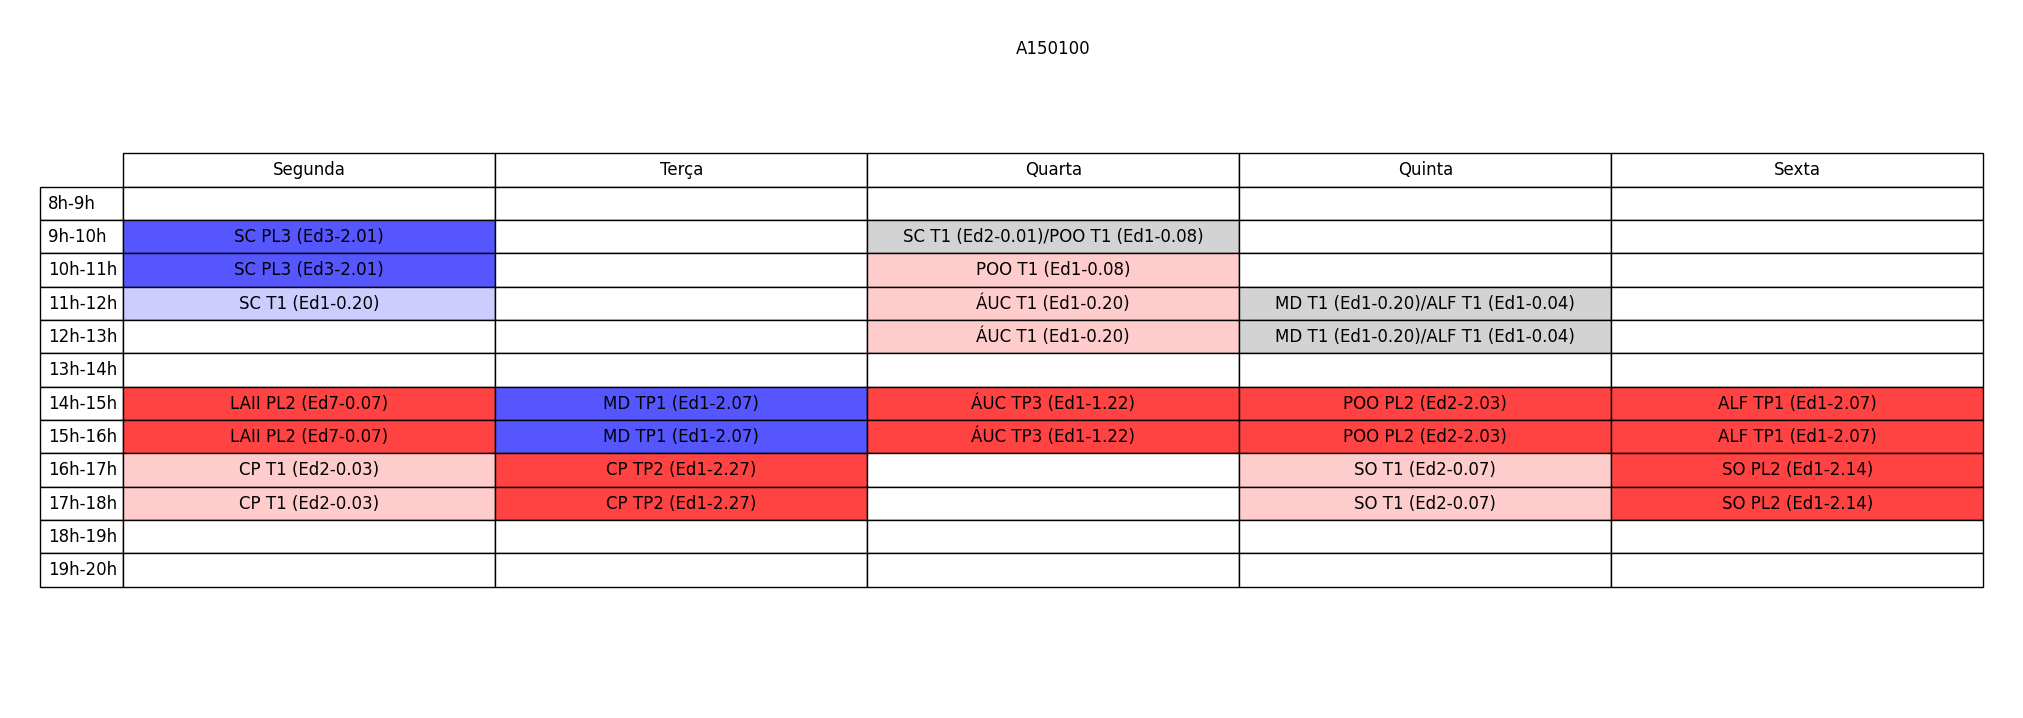 A150100
Segunda Terça Quarta Quinta Sexta
8h-9h
9h-10h SC PL3 (Ed3-2.01) SC T1 (Ed2-0.01)/POO T1 (Ed1-0.08)
10h-11h SC PL3 (Ed3-2.01) POO T1 (Ed1-0.08)
11h-12h SC T1 (Ed1-0.20) ÁUC T1 (Ed1-0.20) MD T1 (Ed1-0.20)/ALF T1 (Ed1-0.04)
12h-13h ÁUC T1 (Ed1-0.20) MD T1 (Ed1-0.20)/ALF T1 (Ed1-0.04)
13h-14h
14h-15h LAII PL2 (Ed7-0.07) MD TP1 (Ed1-2.07) ÁUC TP3 (Ed1-1.22) POO PL2 (Ed2-2.03) ALF TP1 (Ed1-2.07)
15h-16h LAII PL2 (Ed7-0.07) MD TP1 (Ed1-2.07) ÁUC TP3 (Ed1-1.22) POO PL2 (Ed2-2.03) ALF TP1 (Ed1-2.07)
16h-17h CP T1 (Ed2-0.03) CP TP2 (Ed1-2.27) SO T1 (Ed2-0.07) SO PL2 (Ed1-2.14)
17h-18h CP T1 (Ed2-0.03) CP TP2 (Ed1-2.27) SO T1 (Ed2-0.07) SO PL2 (Ed1-2.14)
18h-19h
19h-20h